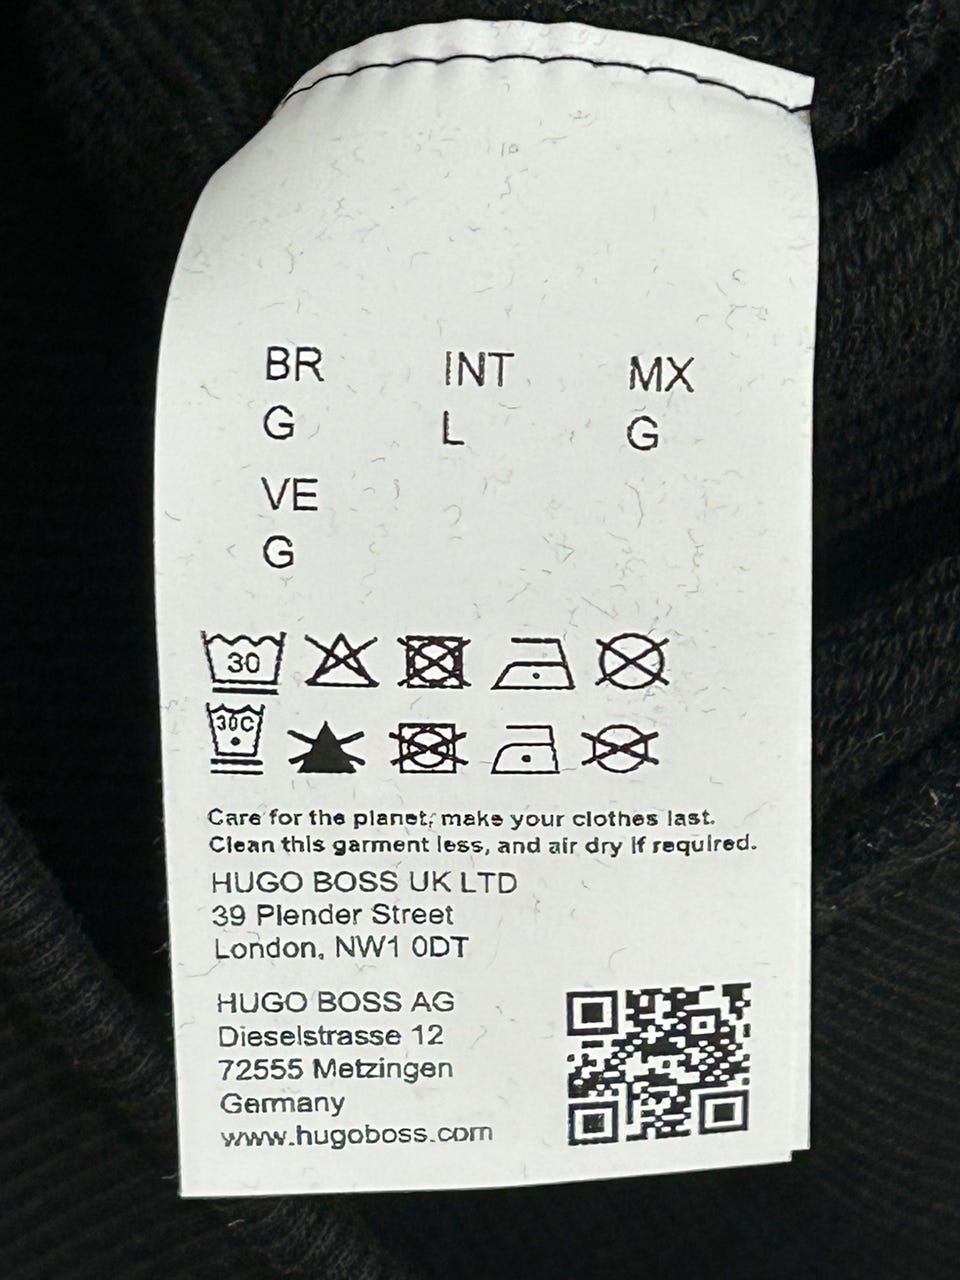 BR INT MX
G L G
VE
G
30
30C
Care for the planet, make your clothes last.
Clean this garment less, and air dry if required.
HUGO BOSS UK LTD
39 Plender Street
London, NW1 0DT
HUGO BOSS AG
Dieselstrasse 12
72555 Metzingen
Germany
www.hugoboss.com